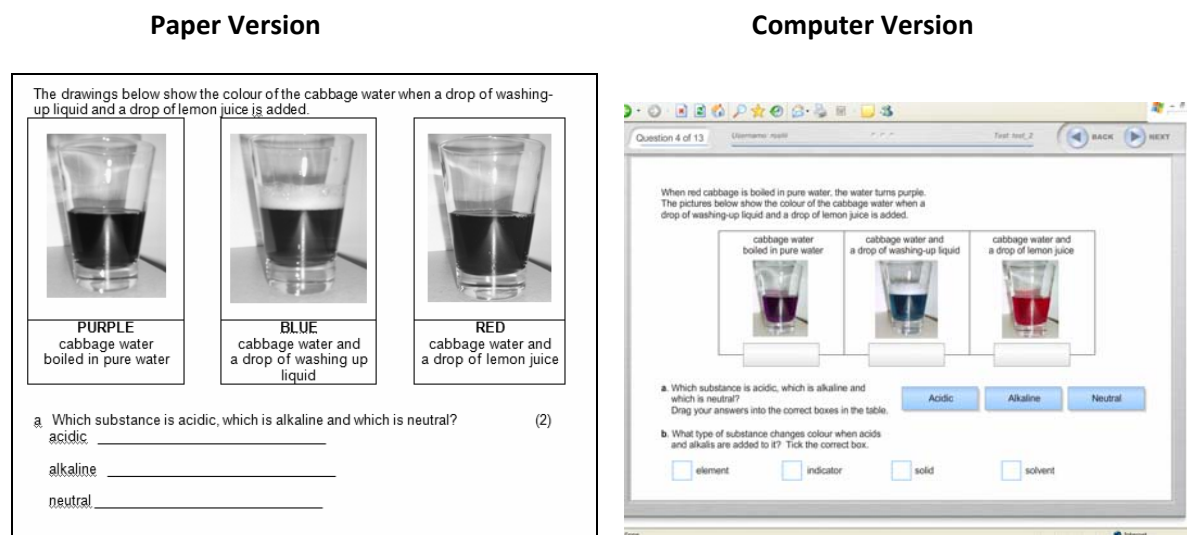 Paper Version
Computer Version
The drawings below show the colour of the cabbage water when a drop of washing-
up liquid and a drop of lemon juice is added.
PURPLE
cabbage water
boiled in pure water
BLUE
cabbage water and
a drop of washing up
liquid
RED
cabbage water and
a drop of lemon juice
a Which substance is acidic, which is alkaline and which is neutral? (2)
acidic
alkaline
neutral
Question 4 of 13
Test test_2
BACK
NEXT
When red cabbage is boiled in pure water, the water turns purple.
The pictures below show the colour of the cabbage water when a
drop of washing-up liquid and a drop of lemon juice is added.
cabbage water
boiled in pure water
cabbage water and
a drop of washing-up liquid
cabbage water and
a drop of lemon juice
a. Which substance is acidic, which is alkaline and
which is neutral?
Drag your answers into the correct boxes in the table.
Acidic
Alkaline
Neutral
b. What type of substance changes colour when acids
and alkalis are added to it? Tick the correct box.
element
indicator
solid
solvent
Internet